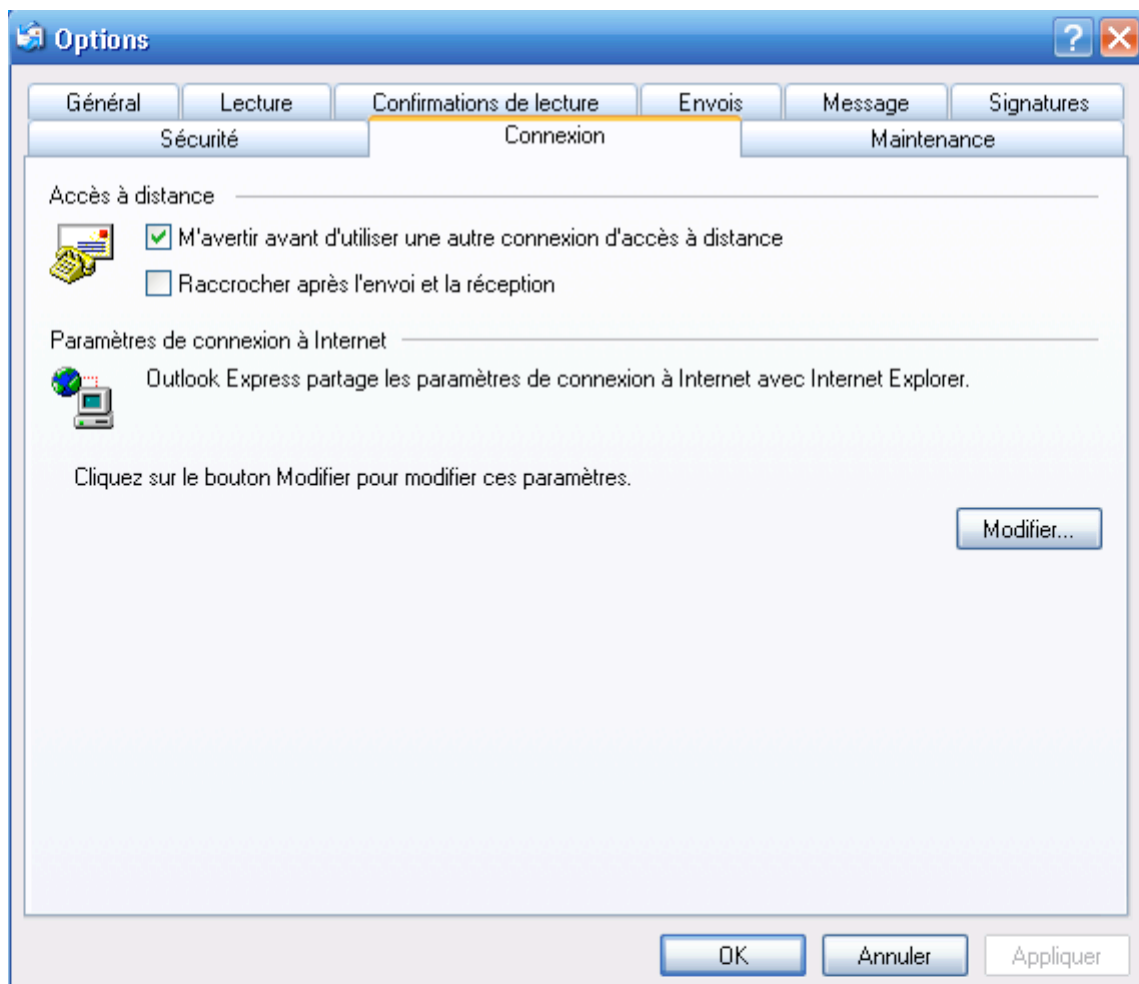 Options
Général Lecture Confirmations de lecture Envois Message Signatures
Sécurité Connexion Maintenance
Accès à distance
M'avertir avant d'utiliser une autre connexion d'accès à distance
Raccrocher après l'envoi et la réception
Paramètres de connexion à Internet
Outlook Express partage les paramètres de connexion à Internet avec Internet Explorer.
Cliquez sur le bouton Modifier pour modifier ces paramètres.
Modifier...
OK Annuler Appliquer